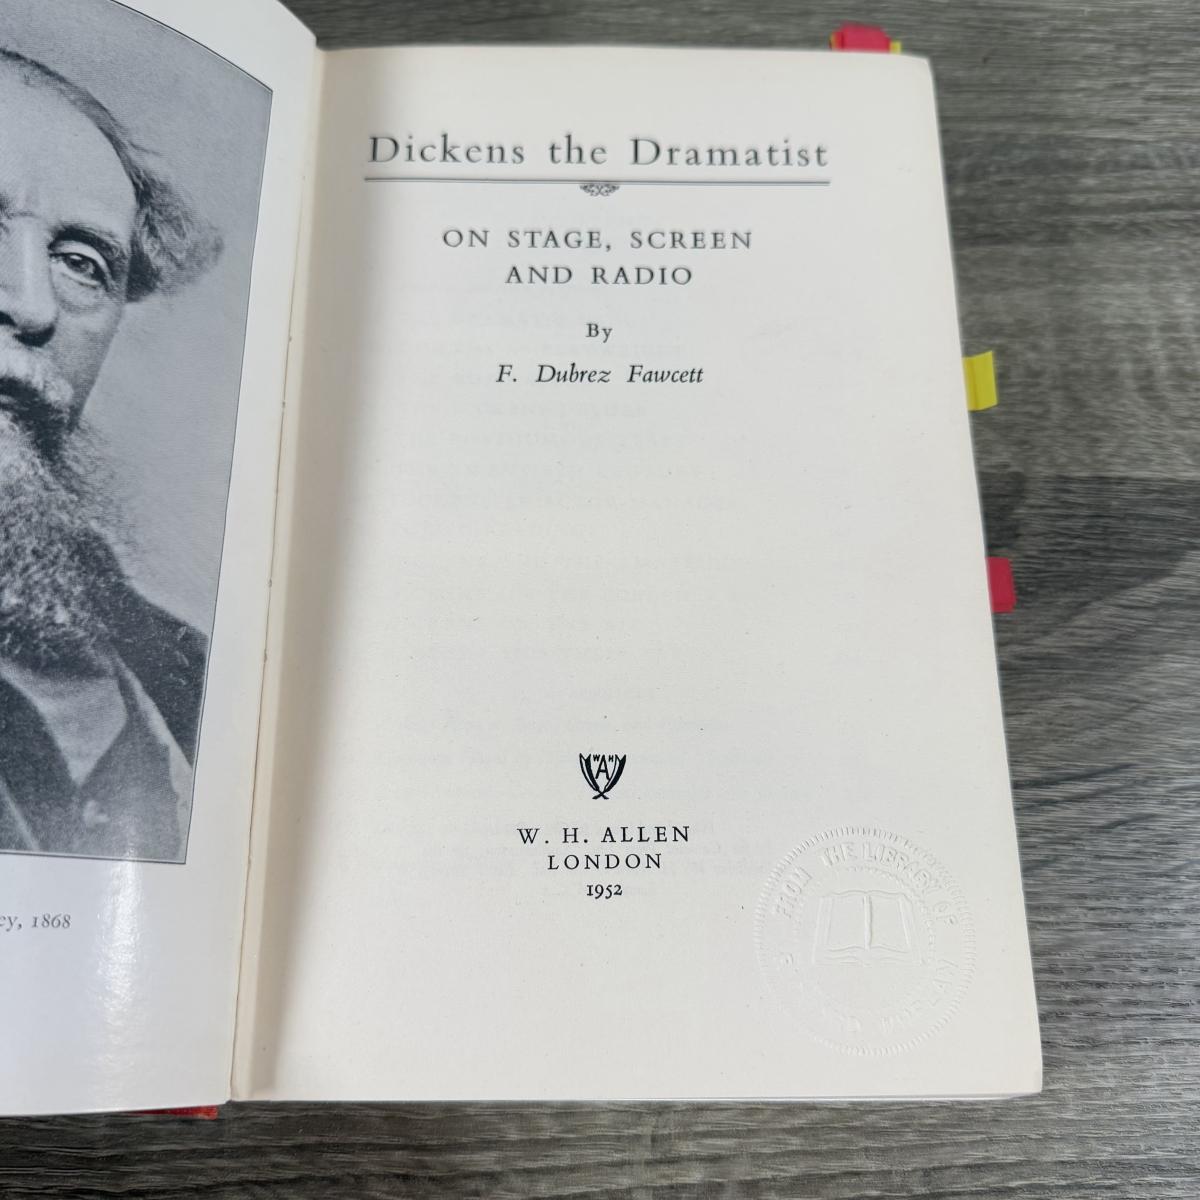 Dickens the Dramatist
ON STAGE, SCREEN
AND RADIO
By
F. Dubrez Fawcett
W A H
W. H. ALLEN
LONDON
1952
FROM THE LIBRARY OF
1868